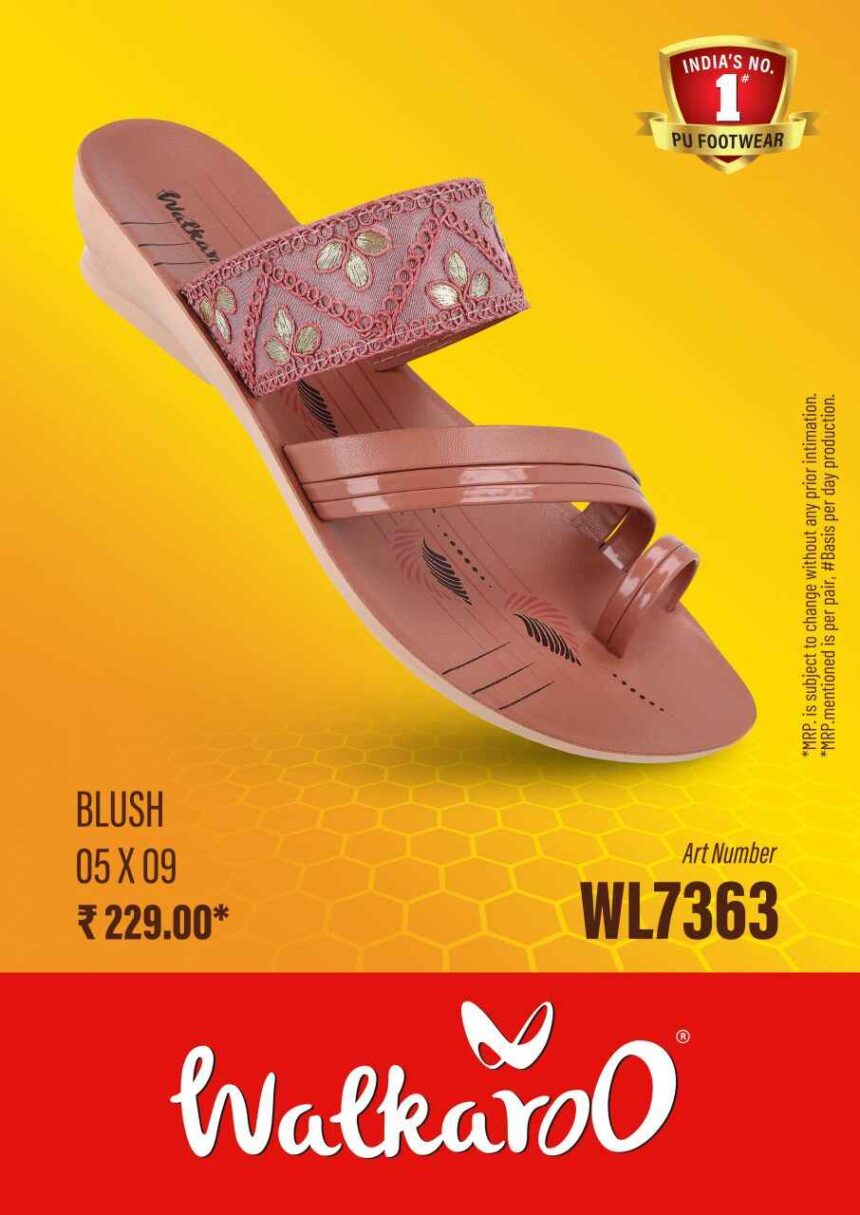 INDIA'S NO.
1#
PU FOOTWEAR
Walkaroo
*MRP. is subject to change without any prior intimation.
*MRP.mentioned is per pair, #Basis per day production.
BLUSH
05 X 09
₹ 229.00*
Art Number
WL7363
Walkaroo®